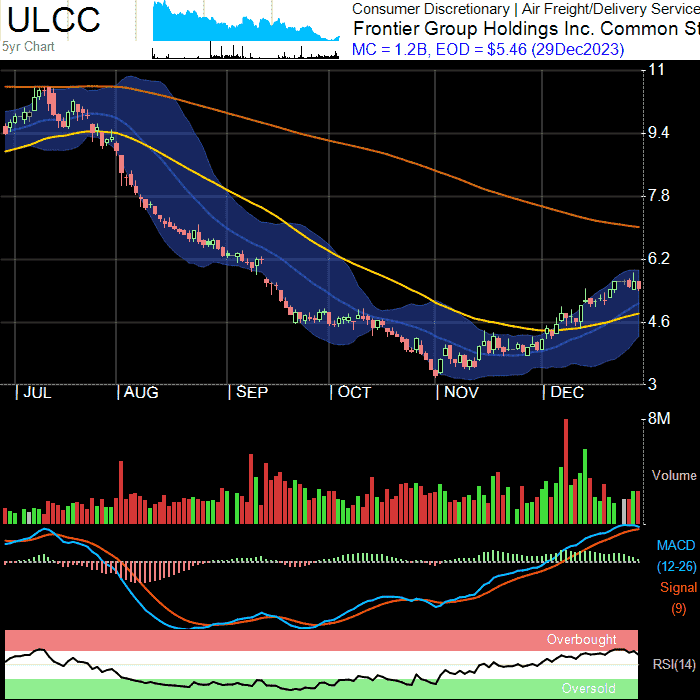 ULCC
5yr Chart
Consumer Discretionary | Air Freight/Delivery Service
Frontier Group Holdings Inc. Common St
MC = 1.2B, EOD = $5.46 (29Dec2023)
11
9.4
7.8
6.2
4.6
3
| JUL | AUG | SEP | OCT | NOV | DEC
8M
Volume
MACD
(12-26)
Signal
(9)
Overbought
RSI(14)
Oversold